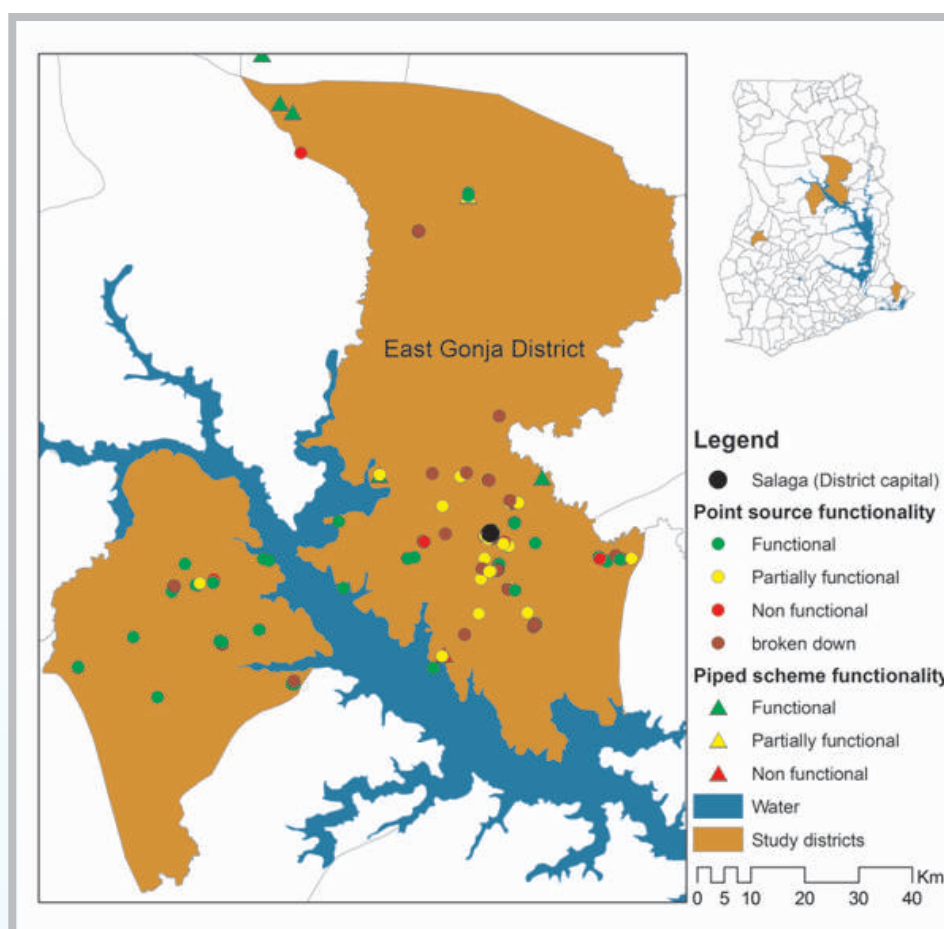 East Gonja District
Legend
Salaga (District capital)
Point source functionality
Functional
Partially functional
Non functional
broken down
Piped scheme functionality
Functional
Partially functional
Non functional
Water
Study districts
Km
0 5 10 20 30 40